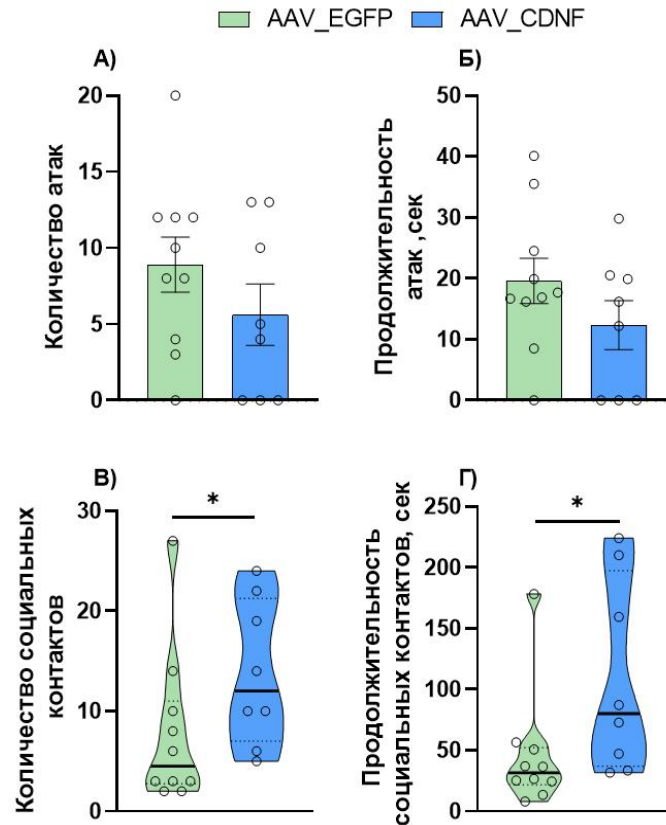 AAV_EGFP AAV_CDNF
А) Б)
Количество атак
20
15
10
5
0
Продолжительность
атак ,сек
50
40
30
20
10
0
В) Г)
Количество социальных
контактов
30
20
10
0
*
Продолжительность
социальных контактов, сек
250
200
150
100
50
0
*